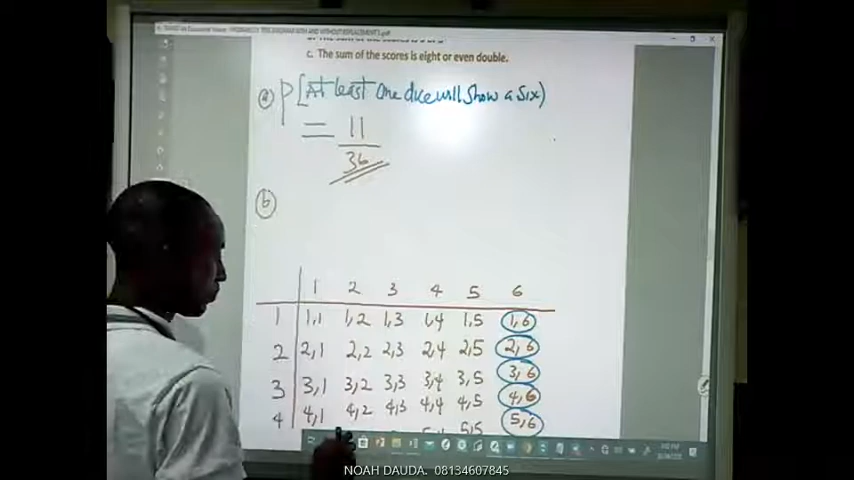 c. The sum of the scores is eight or even double.
(a) P[At least one dice will show a six)
= 11
36
(b)
1 2 3 4 5 6
1 1,1 1,2 1,3 1,4 1,5 1,6
2 2,1 2,2 2,3 2,4 2,5 2,6
3 3,1 3,2 3,3 3,4 3,5 3,6
4 4,1 4,2 4,3 4,4 4,5 4,6
5,5 5,6
NOAH DAUDA. 08134607845